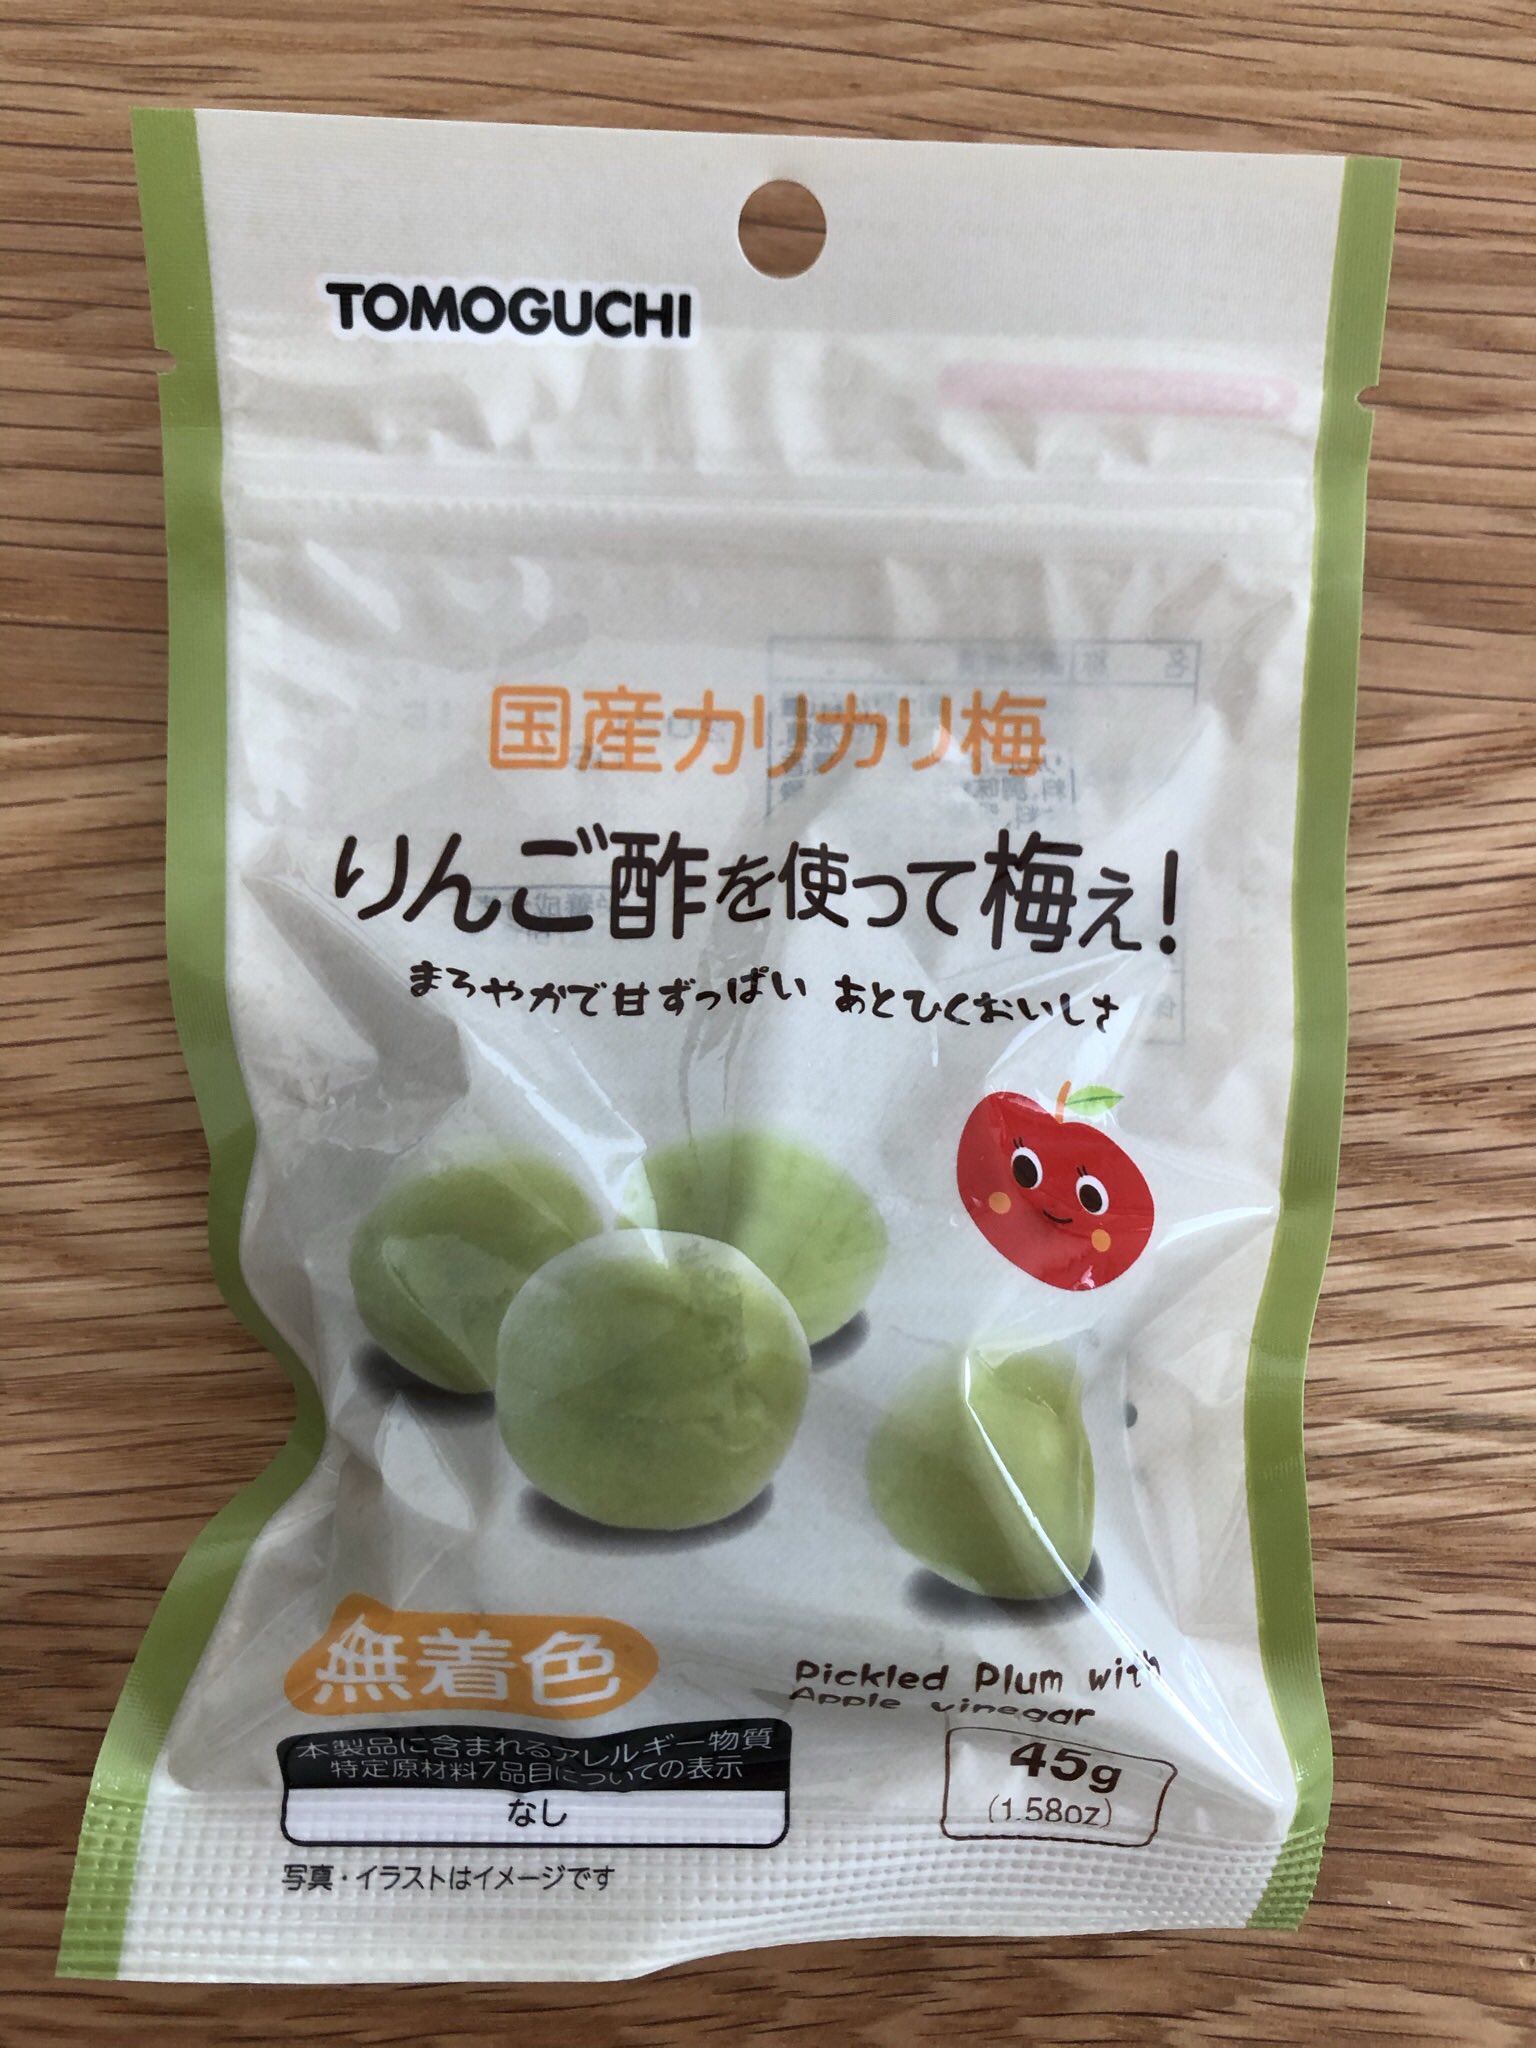 TOMOGUCHI
国産カリカリ梅
りんご酢を使って梅ぇ!
まろやかで甘ずっぱい あとひくおいしさ
無着色
Pickled Plum with
Apple vinegar
本製品に含まれるアレルギー物質
特定原材料7品目についての表示
なし
45g
(1.58oz)
写真・イラストはイメージです